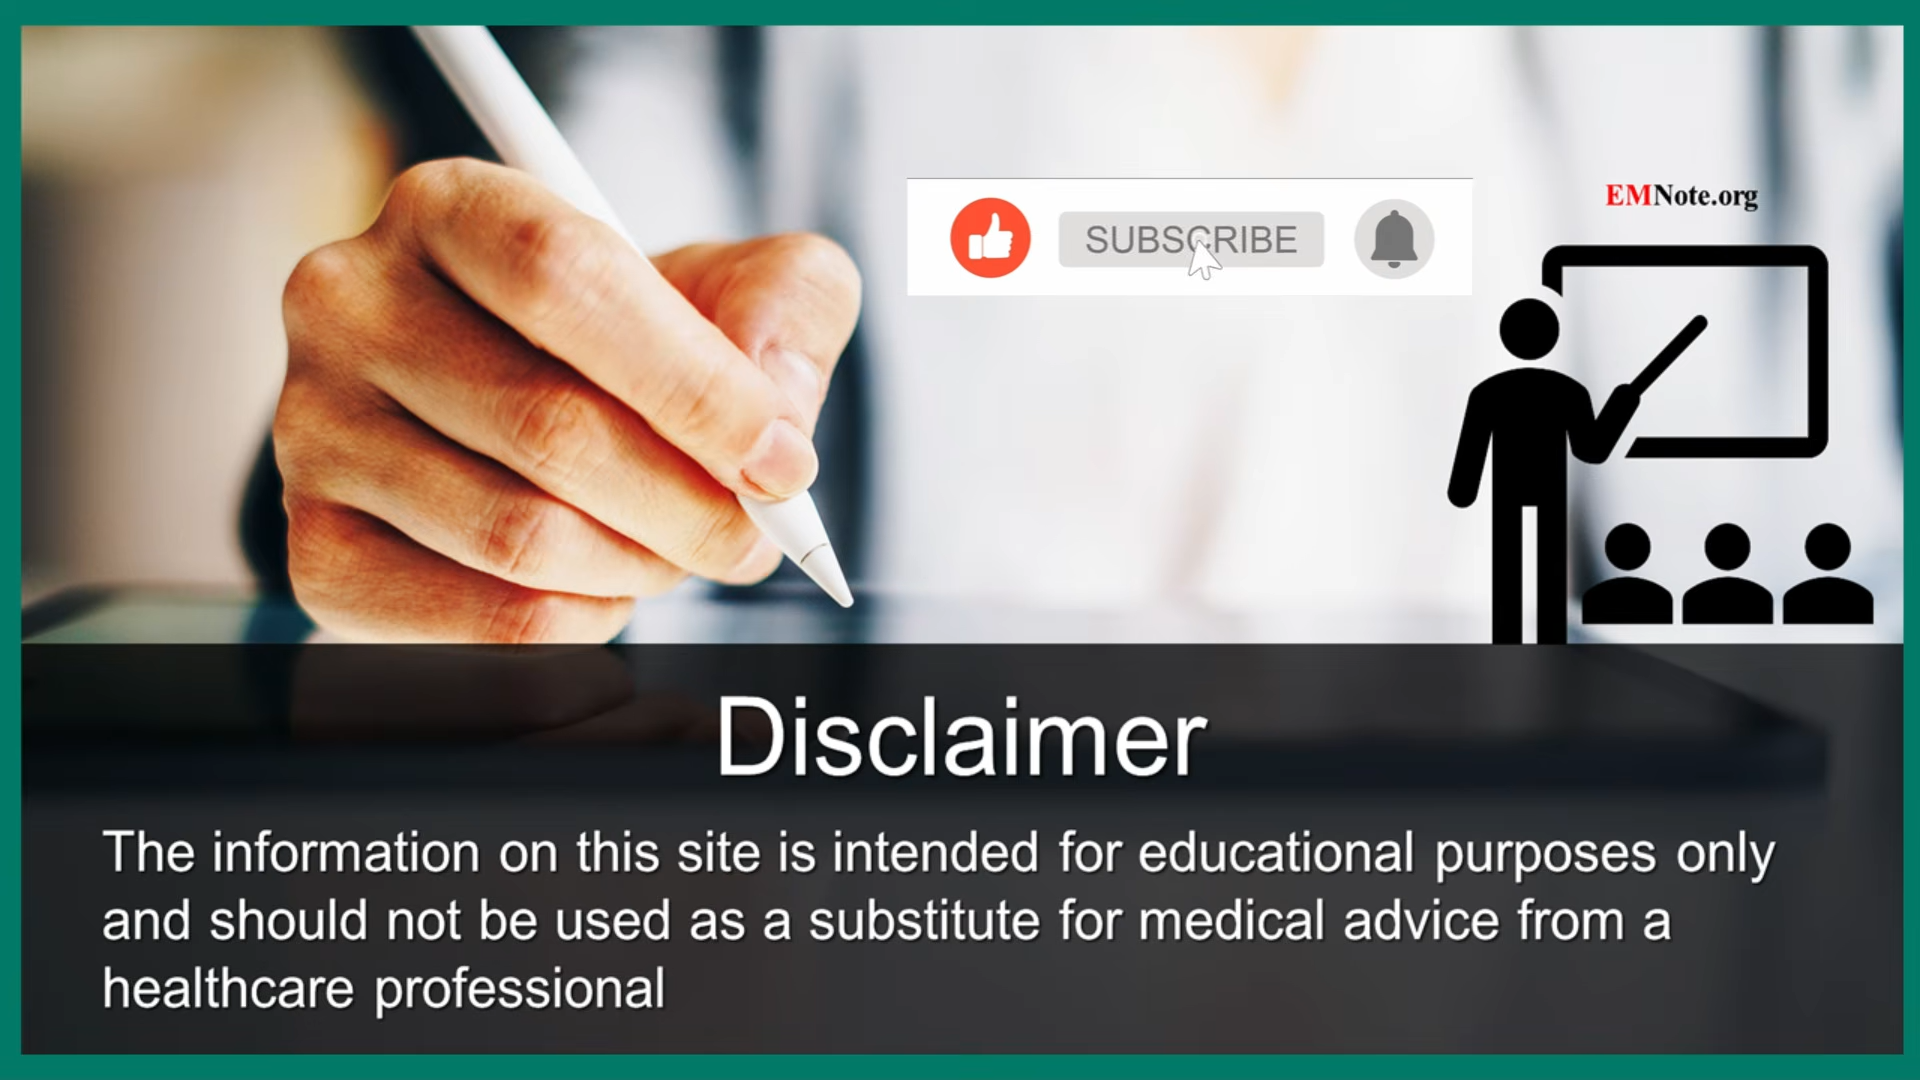 SUBSCRIBE
EMNote.org
Disclaimer
The information on this site is intended for educational purposes only
and should not be used as a substitute for medical advice from a
healthcare professional